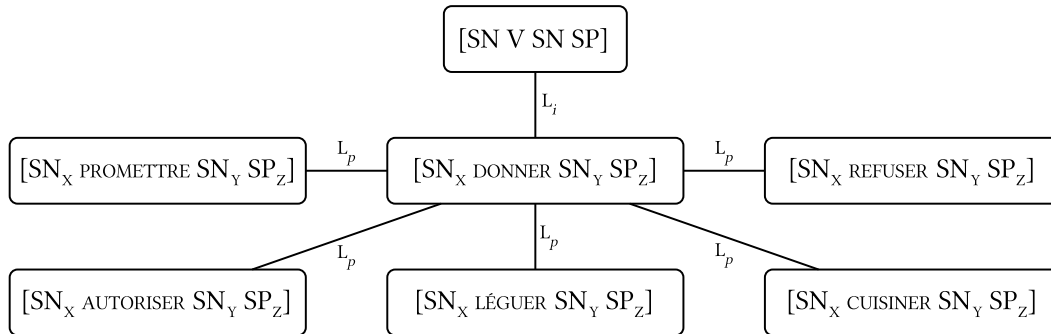 [SN V SN SP]
L_i
L_p L_p
[SN_X PROMETTRE SN_Y SP_Z] [SN_X DONNER SN_Y SP_Z] [SN_X REFUSER SN_Y SP_Z]
L_p L_p L_p
[SN_X AUTORISER SN_Y SP_Z] [SN_X LÉGUER SN_Y SP_Z] [SN_X CUISINER SN_Y SP_Z]